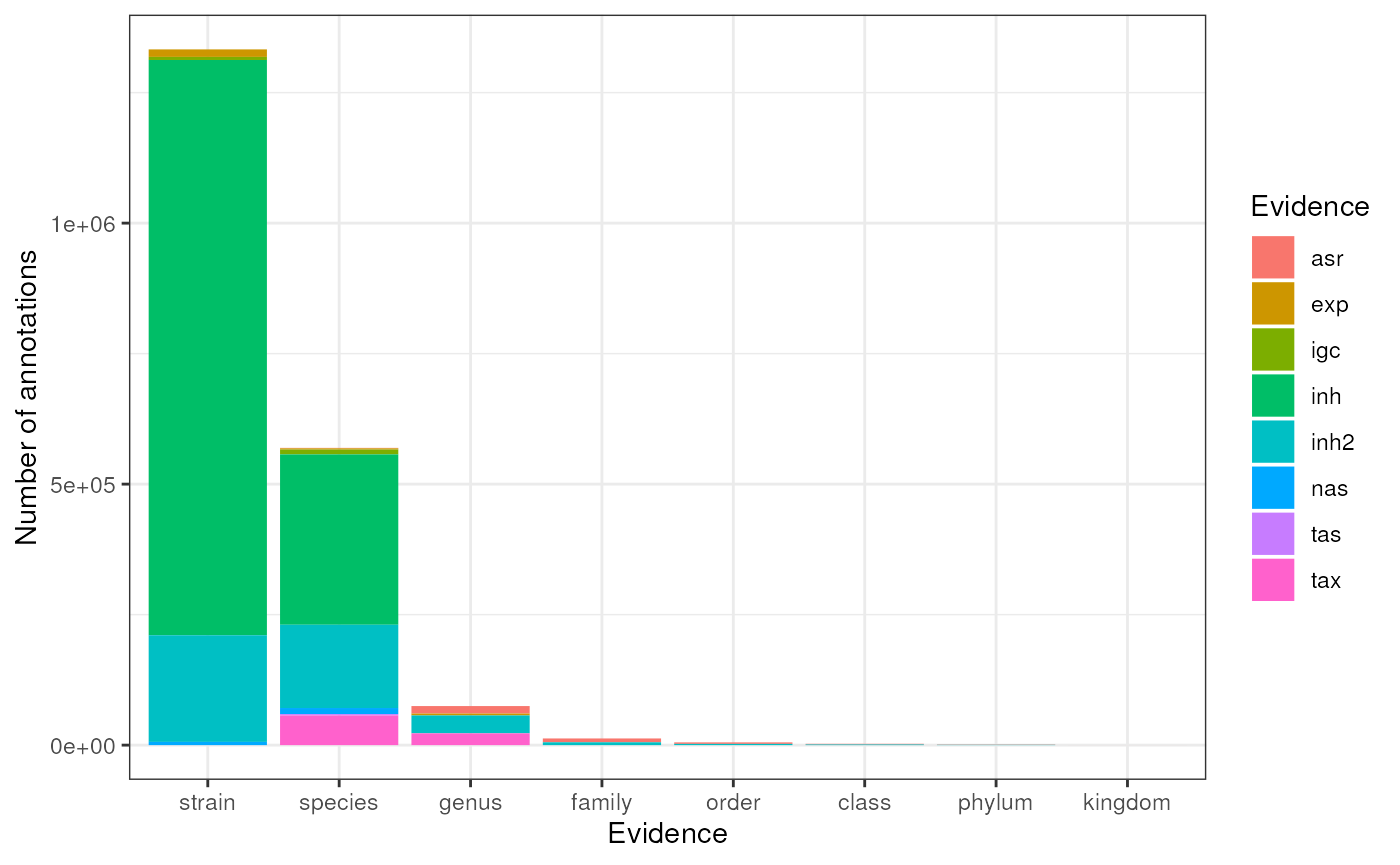 Number of annotations
1e+06
5e+05
0e+00
strain species genus family order class phylum kingdom
Evidence
Evidence
asr
exp
igc
inh
inh2
nas
tas
tax